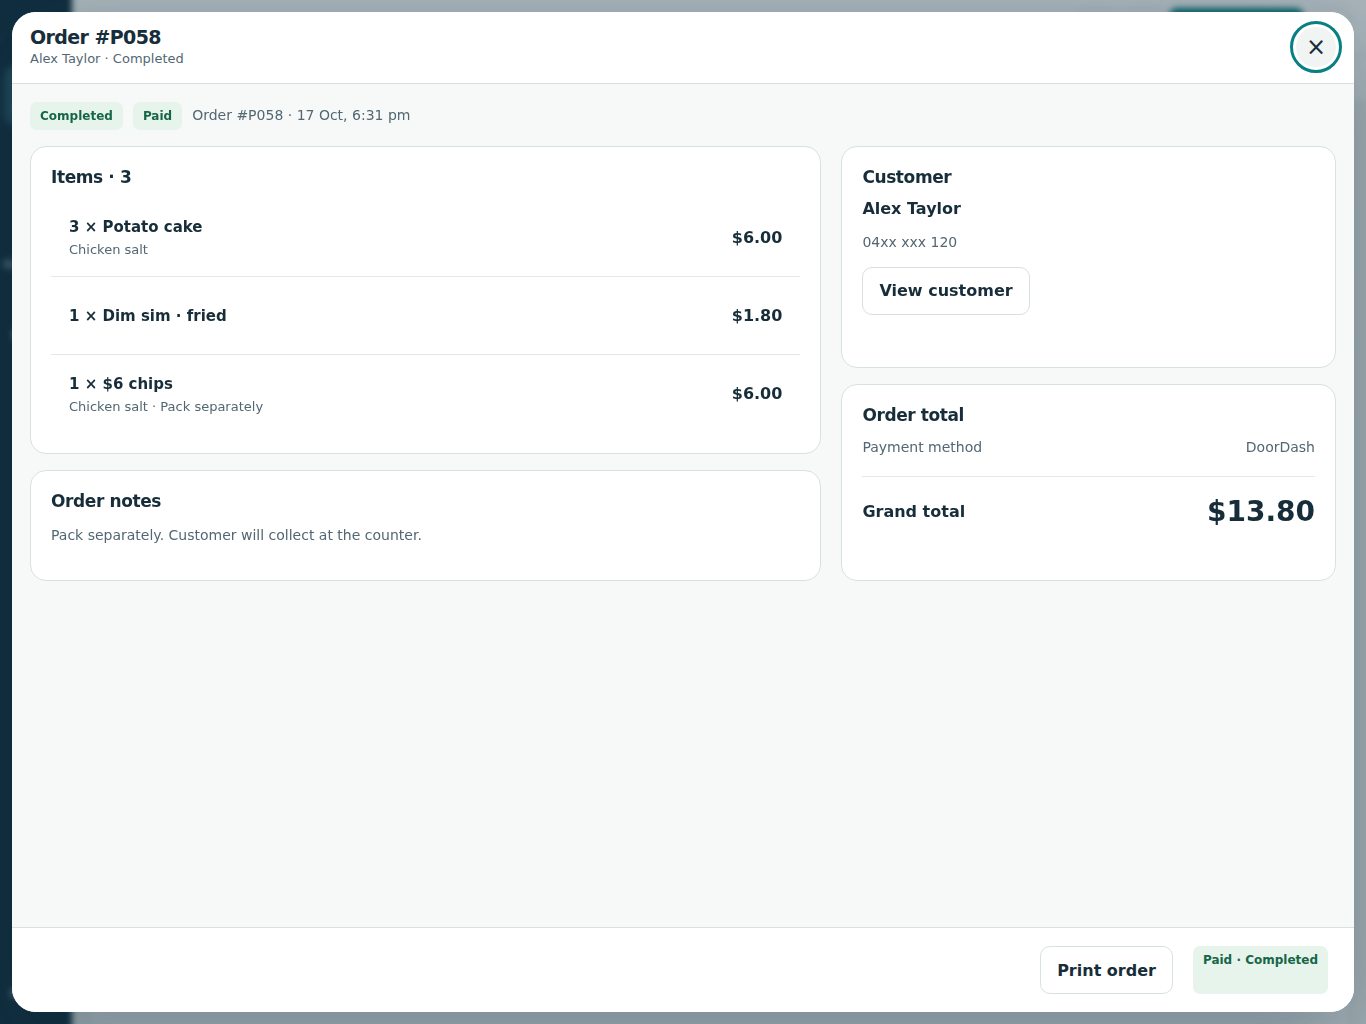 Order #P058
Alex Taylor · Completed
Completed
Paid
Order #P058 · 17 Oct, 6:31 pm
Items · 3
3 × Potato cake
Chicken salt
$6.00
1 × Dim sim · fried
$1.80
1 × $6 chips
Chicken salt · Pack separately
$6.00
Order notes
Pack separately. Customer will collect at the counter.
Customer
Alex Taylor
04xx xxx 120
View customer
Order total
Payment method
DoorDash
Grand total
$13.80
Print order
Paid · Completed